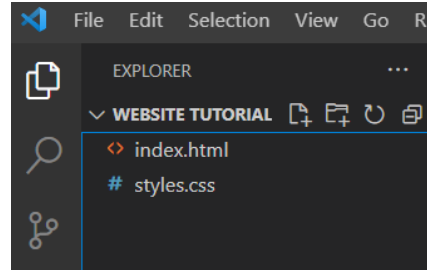 File Edit Selection View Go R
EXPLORER ...
WEBSITE TUTORIAL
<> index.html
# styles.css